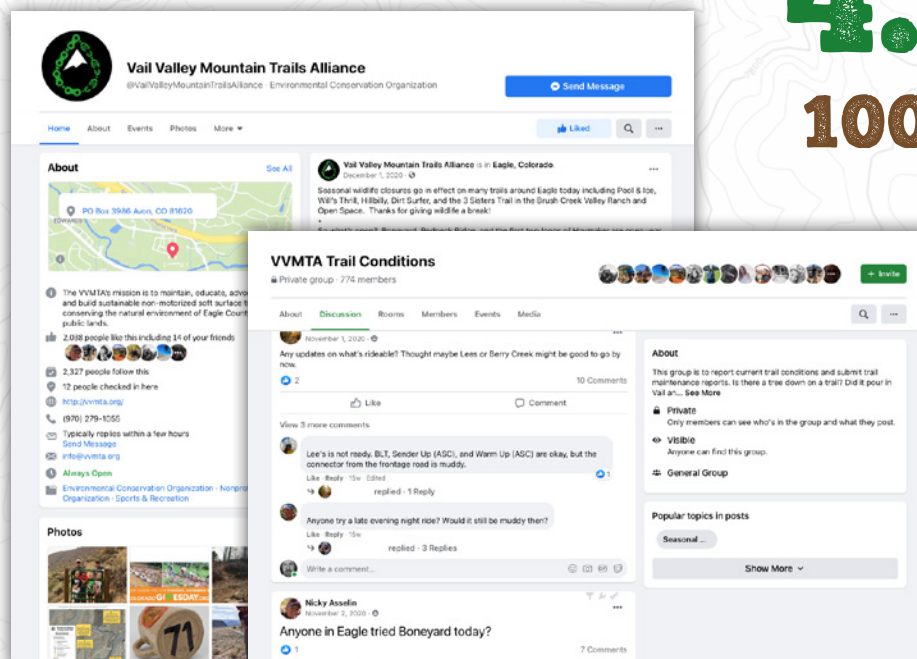 4.
100
Vail Valley Mountain Trails Alliance
@VailValleyMountainTrailsAlliance · Environmental Conservation Organization
Send Message
Home About Events Photos More
Liked
About See All
PO Box 3986 Avon, CO 81620
The VVMTA's mission is to maintain, educate,
and build sustainable non-motorized soft surface
conserving the natural environment of Eagle
public lands.
2,038 people like this including 14 of your friends
2,327 people follow this
12 people checked in here
http://vvmta.org/
(970) 279-1055
Typically replies within a few hours
Send Message
info@vvmta.org
Always Open
Environmental Conservation Organization ·
Organization · Sports & Recreation
Photos
71
Vail Valley Mountain Trails Alliance is in Eagle, Colorado.
December 1, 2020 ·
Seasonal wildlife closures go in effect on many trails around Eagle today including Pool & Ice,
Will's Thrill, Hillbilly, Dirt Surfer, and the 3 Sisters Trail in the Brush Creek Valley Ranch and
Open Space. Thanks for giving wildlife a break!
VVMTA Trail Conditions
Private group · 774 members
+ Invite
About Discussion Rooms Members Events Media
November 1, 2020 ·
Any updates on what's rideable? Thought maybe Lees or Berry Creek might be good to go by
now.
2 10 Comments
Like Comment
View 3 more comments
Lee's is not ready. BLT, Sender Up (ASC), and Warm Up (ASC) are okay, but the
connector from the frontage road is muddy.
1
Like · Reply · 15w · Edited
replied · 1 Reply
Anyone try a late evening night ride? Would it still be muddy then?
Like · Reply · 15w
replied · 3 Replies
Write a comment...
Nicky Asselin
November 2, 2020 ·
Anyone in Eagle tried Boneyard today?
1 7 Comments
About
This group is to report current trail conditions and submit trail
maintenance reports. Is there a tree down on a trail? Did it pour in
Vail an... See More
Private
Only members can see who's in the group and what they post.
Visible
Anyone can find this group.
General Group
Popular topics in posts
Seasonal ...
Show More